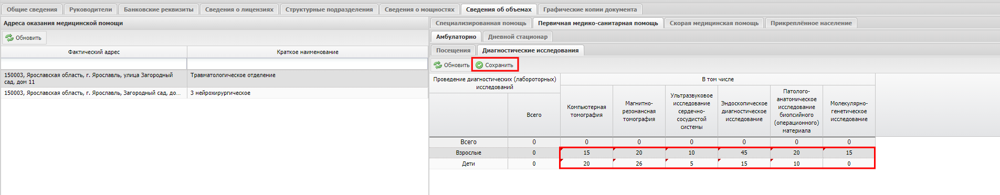 Общие сведения Руководители Банковские реквизиты Сведения о лицензиях Структурные подразделения Сведения о мощностях Сведения об объемах Графические копии документа
Адреса оказания медицинской помощи
Обновить
Фактический адрес Краткое наименование
150003, Ярославская область, г. Ярославль, улица Загородный
сад, дом 11
Травматологическое отделение
150003, Ярославская область, г. Ярославль, Загородный сад, до... 3 нейрохирургическое
Специализированная помощь Первичная медико-санитарная помощь Скорая медицинская помощь Прикреплённое население
Амбулаторно Дневной стационар
Посещения Диагностические исследования
Обновить Сохранить
Проведение диагностических (лабороторных)
исследований
В том числе
Всего
Компьютерная
томография
Магнитно-
резонансная
томография
Ультразвуковое
исследование
сердечно-
сосудистой
системы
Эндоскопическое
диагностическое
исследование
Патолого-
анатомическое
исследование
биопсийного
(операционного)
материала
Молекулярно-
генетическое
исследование
Всего 0 0 0 0 0 0 0
Взрослые 0 15 20 10 45 20 15
Дети 0 20 26 5 15 10 0